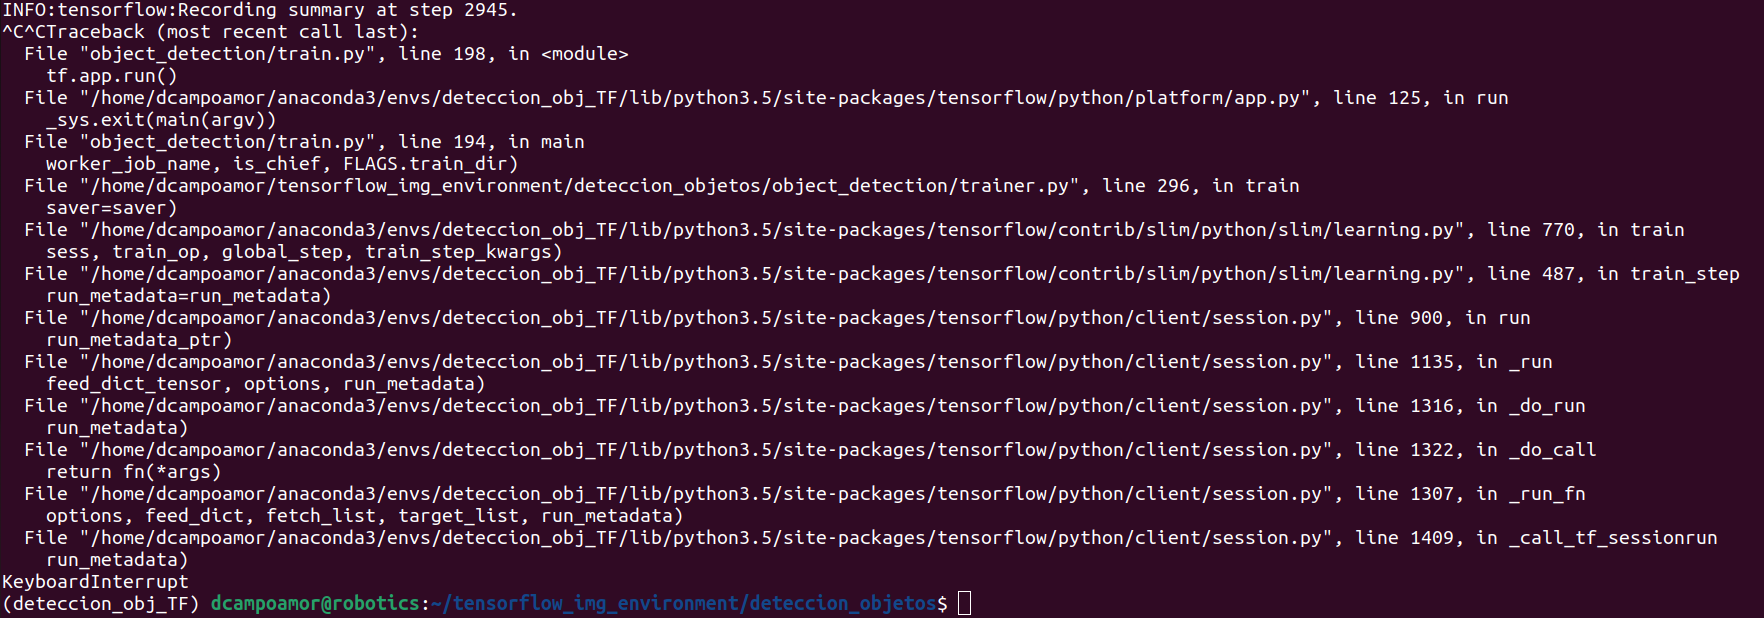 INFO:tensorflow:Recording summary at step 2945.
^C^CTraceback (most recent call last):
  File "object_detection/train.py", line 198, in <module>
    tf.app.run()
  File "/home/dcampoamor/anaconda3/envs/deteccion_obj_TF/lib/python3.5/site-packages/tensorflow/python/platform/app.py", line 125, in run
    _sys.exit(main(argv))
  File "object_detection/train.py", line 194, in main
    worker_job_name, is_chief, FLAGS.train_dir)
  File "/home/dcampoamor/tensorflow_img_environment/deteccion_objetos/object_detection/trainer.py", line 296, in train
    saver=saver)
  File "/home/dcampoamor/anaconda3/envs/deteccion_obj_TF/lib/python3.5/site-packages/tensorflow/contrib/slim/python/slim/learning.py", line 770, in train
    sess, train_op, global_step, train_step_kwargs)
  File "/home/dcampoamor/anaconda3/envs/deteccion_obj_TF/lib/python3.5/site-packages/tensorflow/contrib/slim/python/slim/learning.py", line 487, in train_step
    run_metadata=run_metadata)
  File "/home/dcampoamor/anaconda3/envs/deteccion_obj_TF/lib/python3.5/site-packages/tensorflow/python/client/session.py", line 900, in run
    run_metadata_ptr)
  File "/home/dcampoamor/anaconda3/envs/deteccion_obj_TF/lib/python3.5/site-packages/tensorflow/python/client/session.py", line 1135, in _run
    feed_dict_tensor, options, run_metadata)
  File "/home/dcampoamor/anaconda3/envs/deteccion_obj_TF/lib/python3.5/site-packages/tensorflow/python/client/session.py", line 1316, in _do_run
    run_metadata)
  File "/home/dcampoamor/anaconda3/envs/deteccion_obj_TF/lib/python3.5/site-packages/tensorflow/python/client/session.py", line 1322, in _do_call
    return fn(*args)
  File "/home/dcampoamor/anaconda3/envs/deteccion_obj_TF/lib/python3.5/site-packages/tensorflow/python/client/session.py", line 1307, in _run_fn
    options, feed_dict, fetch_list, target_list, run_metadata)
  File "/home/dcampoamor/anaconda3/envs/deteccion_obj_TF/lib/python3.5/site-packages/tensorflow/python/client/session.py", line 1409, in _call_tf_sessionrun
    run_metadata)
KeyboardInterrupt
(deteccion_obj_TF) dcampoamor@robotics:~/tensorflow_img_environment/deteccion_objetos$